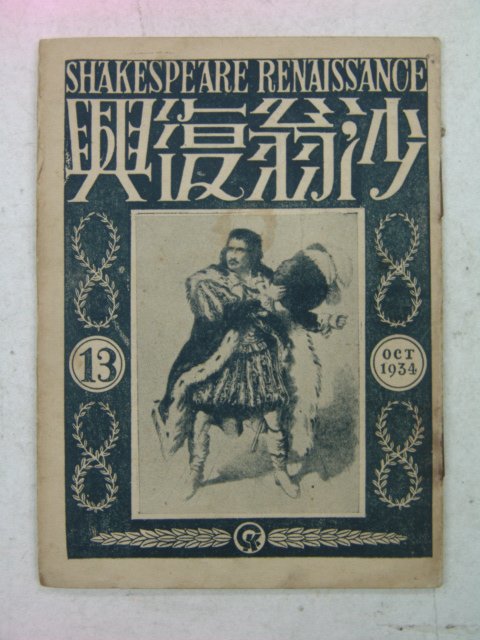 SHAKESPEARE RENAISSANCE
沙翁復興
13
OCT
1934